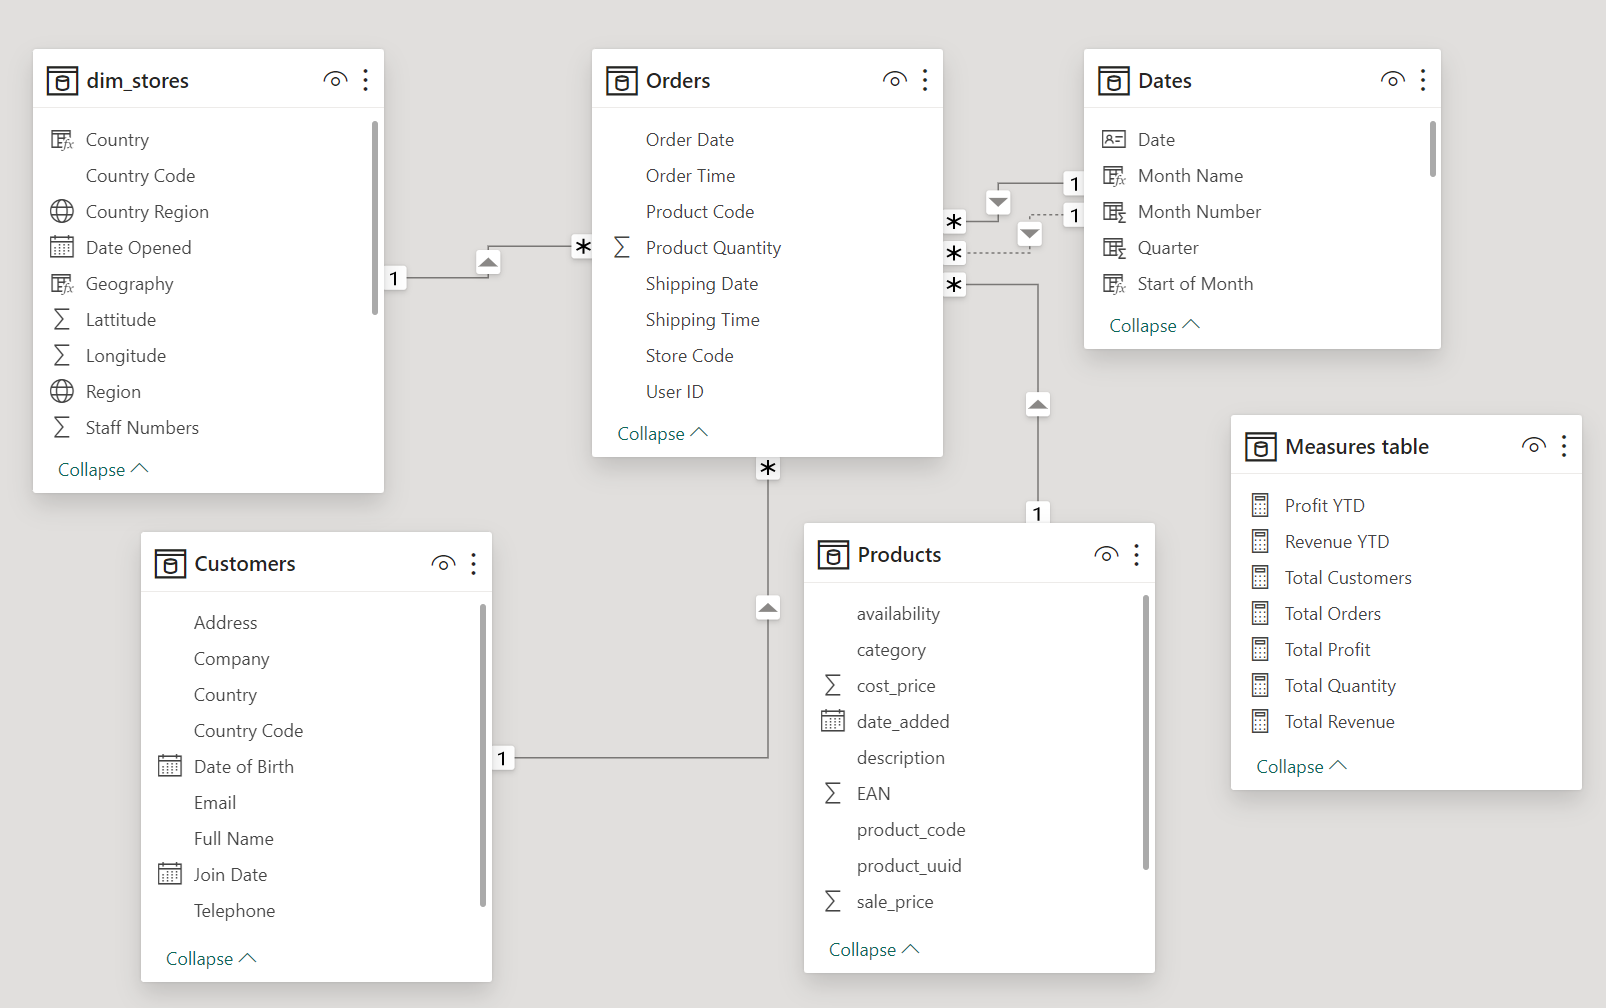 dim_stores
Country
Country Code
Country Region
Date Opened
Geography
Lattitude
Longitude
Region
Staff Numbers
Collapse
Orders
Order Date
Order Time
Product Code
Product Quantity
Shipping Date
Shipping Time
Store Code
User ID
Collapse
Dates
Date
Month Name
Month Number
Quarter
Start of Month
Collapse
1
*
*
1
*
1
*
1
*
1
Measures table
Profit YTD
Revenue YTD
Total Customers
Total Orders
Total Profit
Total Quantity
Total Revenue
Collapse
Customers
Address
Company
Country
Country Code
Date of Birth
Email
Full Name
Join Date
Telephone
Collapse
Products
availability
category
cost_price
date_added
description
EAN
product_code
product_uuid
sale_price
Collapse